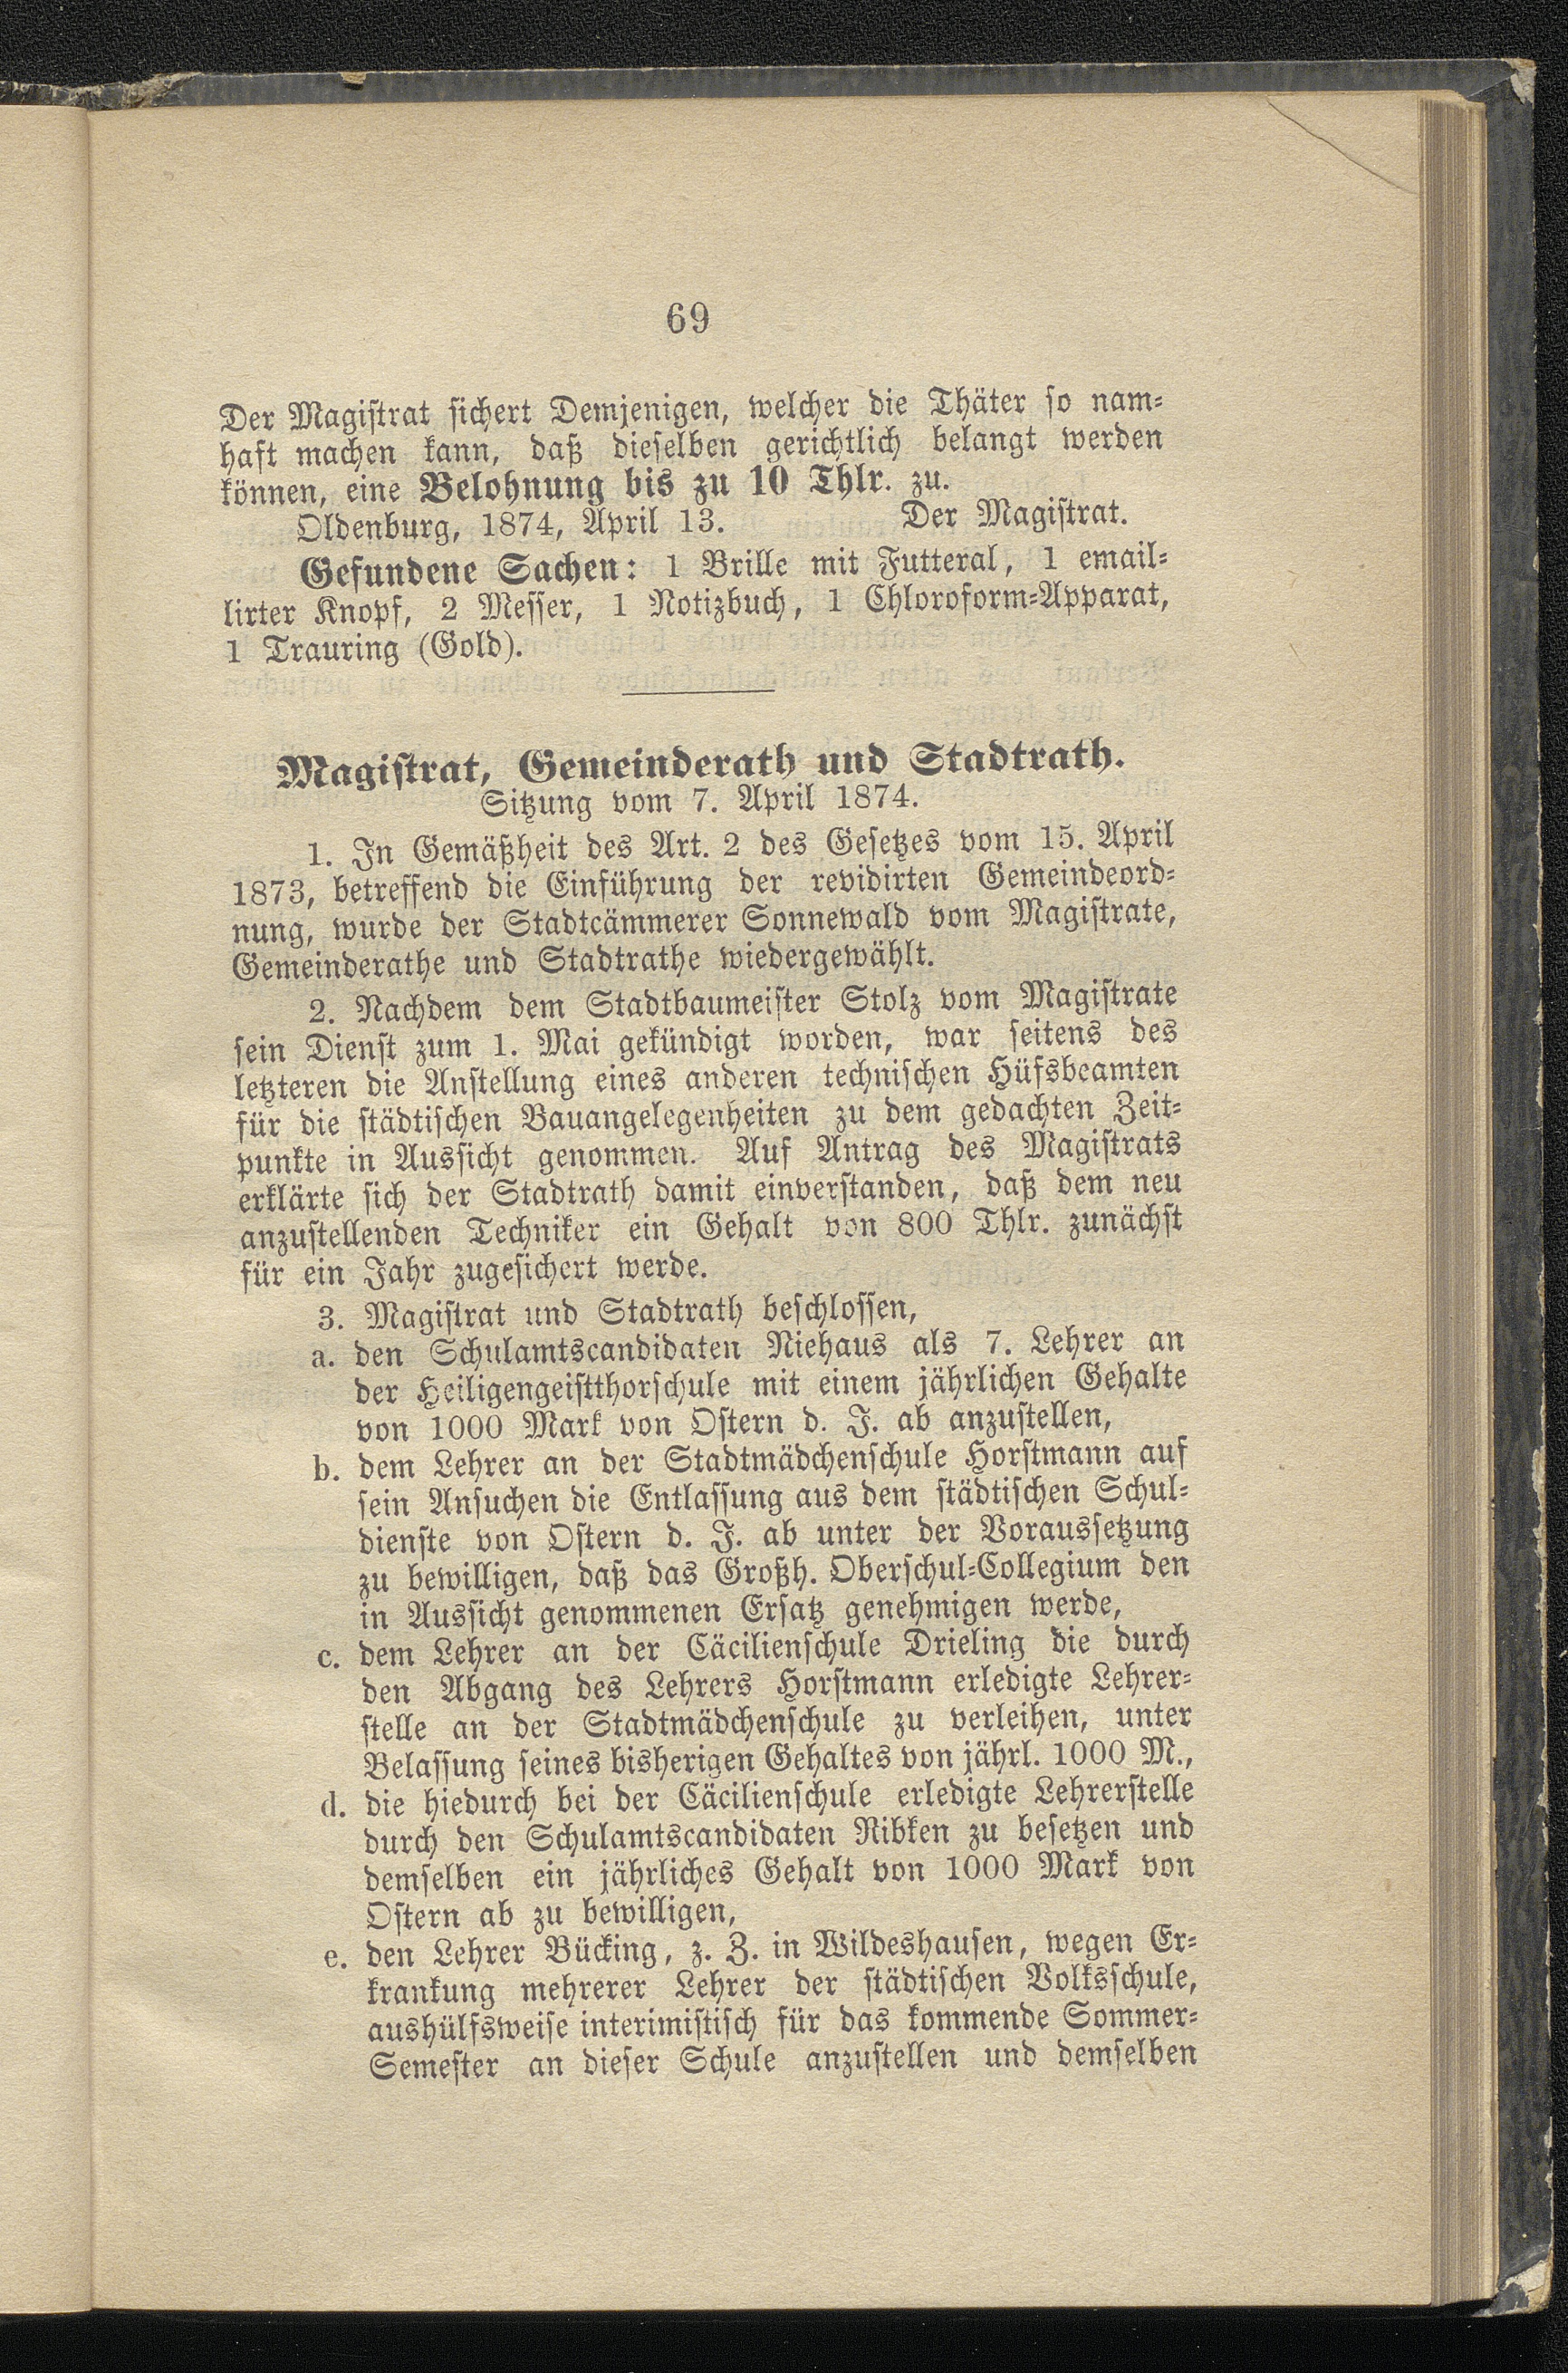 69
Der Magistrat sichert Demjenigen, welcher die Thäter so nam-
haft machen kann, daß dieselben gerichtlich belangt werden
können, eine Belohnung bis zu 10 Thlr. zu.
Oldenburg, 1874, April 13. Der Magistrat.
Gefundene Sachen: 1 Brille mit Futteral, 1 email-
lirter Knopf, 2 Messer, 1 Notizbuch, 1 Chloroform-Apparat,
1 Trauring (Gold).
Magistrat, Gemeinderath und Stadtrath.
Sitzung vom 7. April 1874.
1. In Gemäßheit des Art. 2 des Gesetzes vom 15. April
1873, betreffend die Einführung der revidirten Gemeindeord-
nung, wurde der Stadtcämmerer Sonnewald vom Magistrate,
Gemeinderathe und Stadtrathe wiedergewählt.
2. Nachdem dem Stadtbaumeister Stolz vom Magistrate
sein Dienst zum 1. Mai gekündigt worden, war seitens des
letzteren die Anstellung eines anderen technischen Hüfsbeamten
für die städtischen Bauangelegenheiten zu dem gedachten Zeit-
punkte in Aussicht genommen. Auf Antrag des Magistrats
erklärte sich der Stadtrath damit einverstanden, daß dem neu
anzustellenden Techniker ein Gehalt von 800 Thlr. zunächst
für ein Jahr zugesichert werde.
3. Magistrat und Stadtrath beschlossen,
a. den Schulamtscandidaten Niehaus als 7. Lehrer an
der Heiligengeistthorschule mit einem jährlichen Gehalte
von 1000 Mark von Ostern d. J. ab anzustellen,
b. dem Lehrer an der Stadtmädchenschule Horstmann auf
sein Ansuchen die Entlassung aus dem städtischen Schul-
dienste von Ostern d. J. ab unter der Voraussetzung
zu bewilligen, daß das Großh. Oberschul-Collegium den
in Aussicht genommenen Ersatz genehmigen werde,
c. dem Lehrer an der Cäcilienschule Drieling die durch
den Abgang des Lehrers Horstmann erledigte Lehrer-
stelle an der Stadtmädchenschule zu verleihen, unter
Belassung seines bisherigen Gehaltes von jährl. 1000 M.,
d. die hiedurch bei der Cäcilienschule erledigte Lehrerstelle
durch den Schulamtscandidaten Ribken zu besetzen und
demselben ein jährliches Gehalt von 1000 Mark von
Ostern ab zu bewilligen,
e. den Lehrer Bücking, z. Z. in Wildeshausen, wegen Er-
krankung mehrerer Lehrer der städtischen Volksschule,
aushülfsweise interimistisch für das kommende Sommer-
Semester an dieser Schule anzustellen und demselben